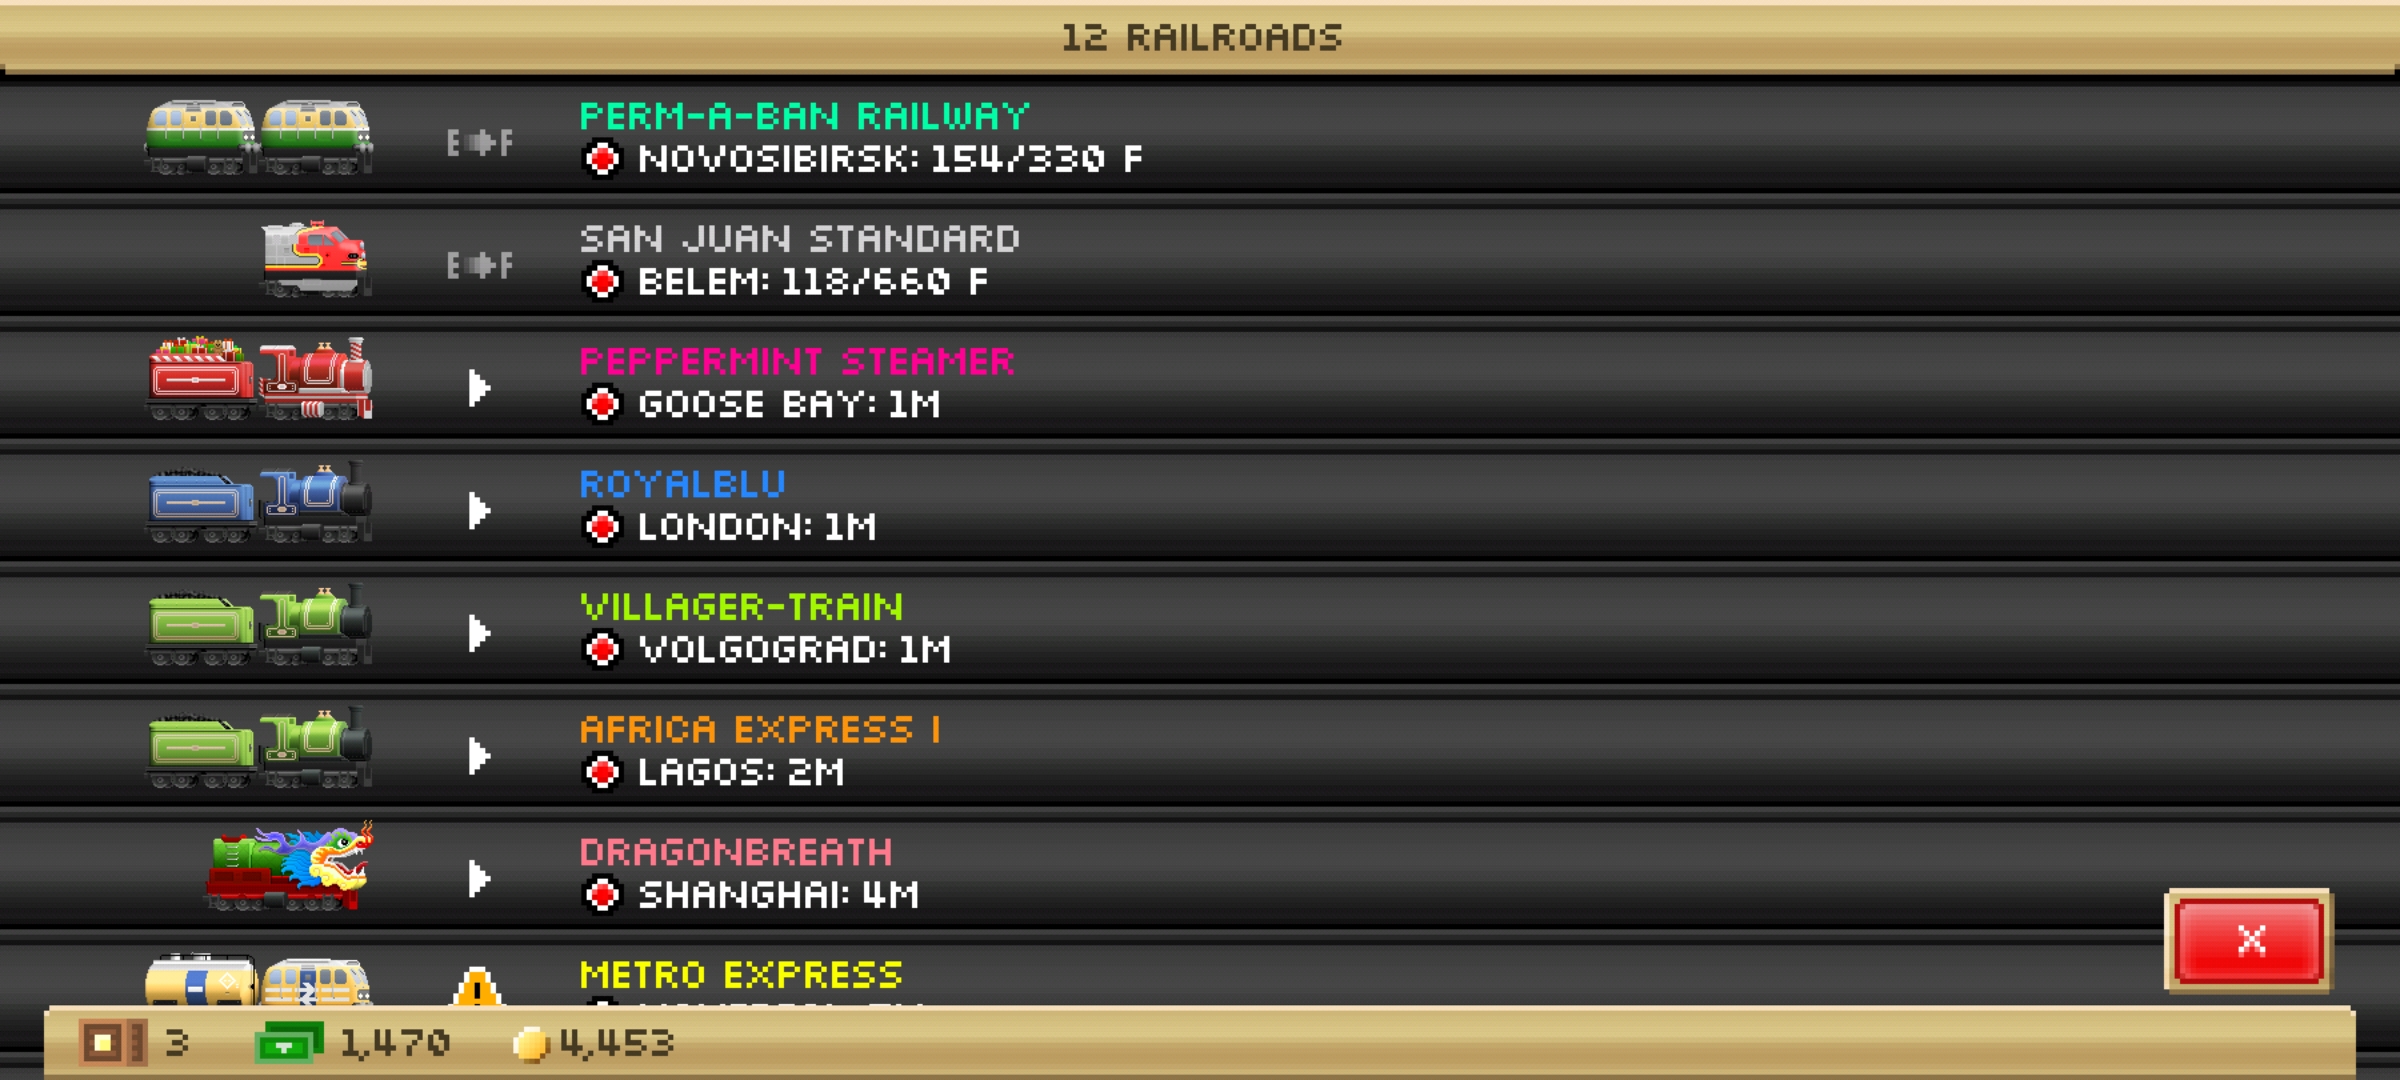 12 RAILROADS
E F
PERM-A-BAN RAILWAY
NOVOSIBIRSK: 154/330 F
E F
SAN JUAN STANDARD
BELEM: 118/660 F
PEPPERMINT STEAMER
GOOSE BAY: 1M
ROYALBLU
LONDON: 1M
VILLAGER-TRAIN
VOLGOGRAD: 1M
AFRICA EXPRESS I
LAGOS: 2M
DRAGONBREATH
SHANGHAI: 4M
METRO EXPRESS
3 1,470 4,453